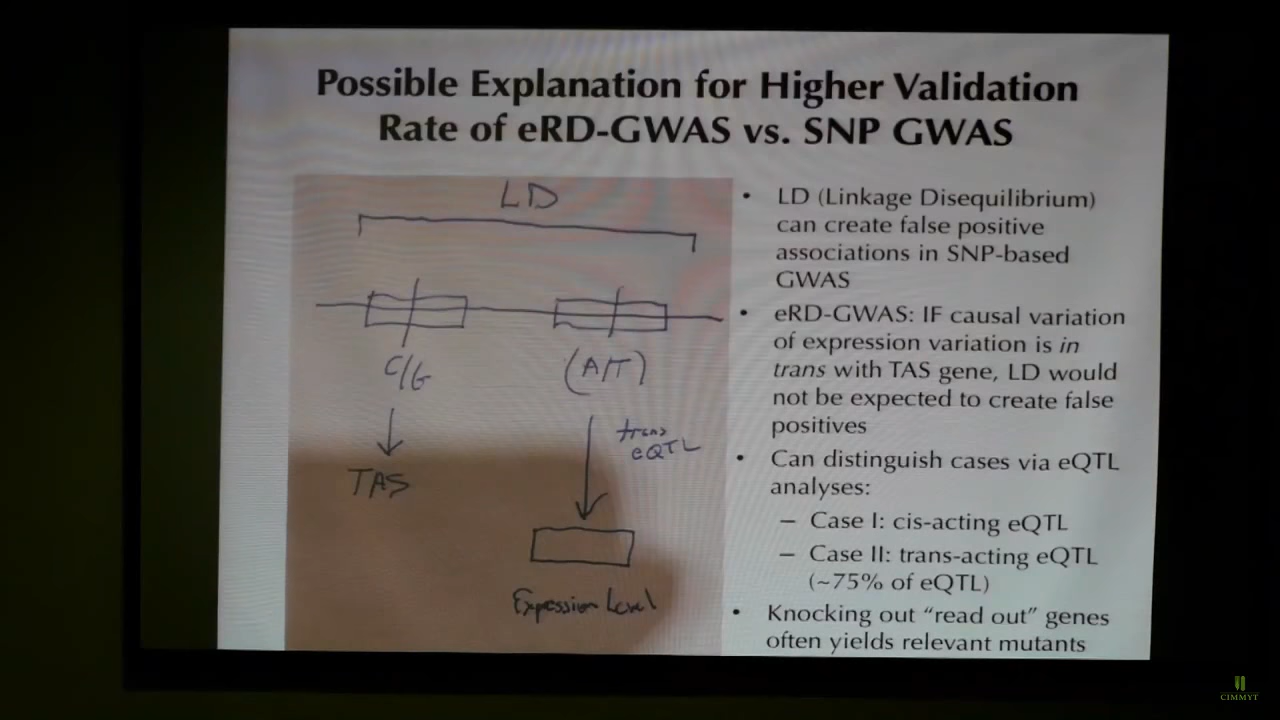 Possible Explanation for Higher Validation
Rate of eRD-GWAS vs. SNP GWAS
LD
C/G
(A/T)
trans
eQTL
TAS
Expression Level
• LD (Linkage Disequilibrium)
can create false positive
associations in SNP-based
GWAS
• eRD-GWAS: IF causal variation
of expression variation is in
trans with TAS gene, LD would
not be expected to create false
positives
• Can distinguish cases via eQTL
analyses:
– Case I: cis-acting eQTL
– Case II: trans-acting eQTL
(~75% of eQTL)
• Knocking out “read out” genes
often yields relevant mutants
CIMMYT